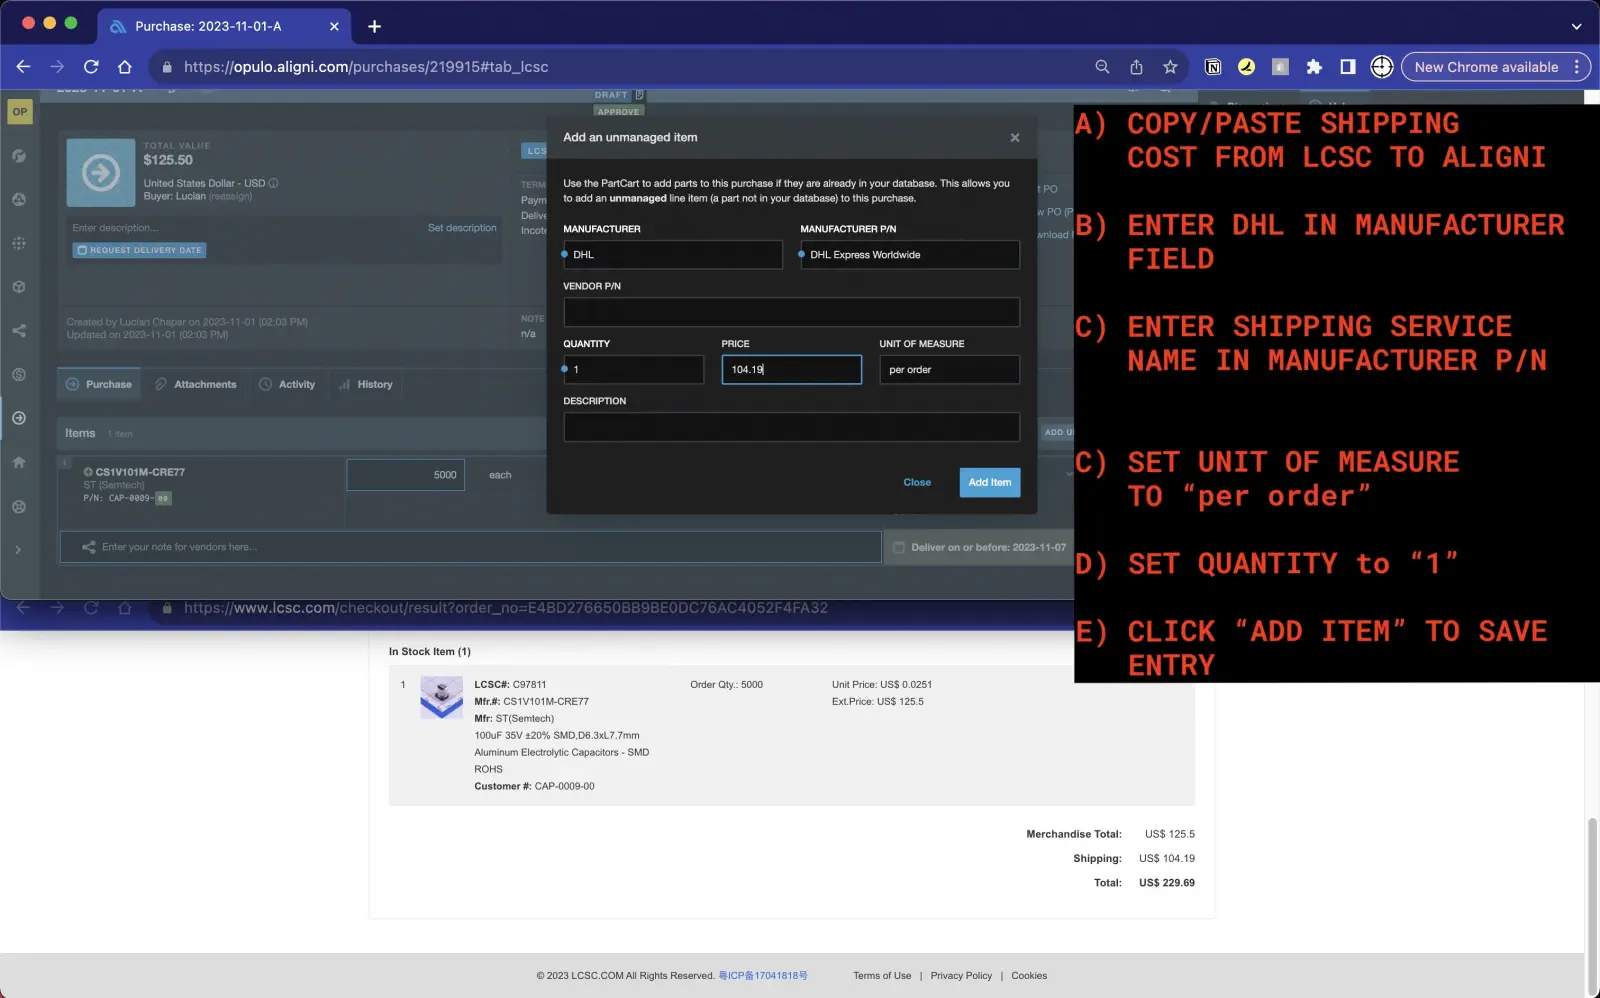 Purchase: 2023-11-01-A
https://opulo.aligni.com/purchases/219915#tab_lcsc
New Chrome available
OP
DRAFT
APPROVE
TOTAL VALUE
$125.50
United States Dollar - USD
Buyer: Lucian (reassign)
Enter description...
Set description
REQUEST DELIVERY DATE
Created by Lucian Chapar on 2023-11-01 (02:03 PM)
Updated on 2023-11-01 (02:03 PM)
LCS
TERM
Paym
Delive
Incote
NOTE
n/a
Purchase
Attachments
Activity
History
Items
1 item
ADD U
1
CS1V101M-CRE77
ST (Semtech)
P/N: CAP-0009-00
5000
each
Enter your note for vendors here...
Deliver on or before: 2023-11-07
Add an unmanaged item
Use the PartCart to add parts to this purchase if they are already in your database. This allows you
to add an unmanaged line item (a part not in your database) to this purchase.
MANUFACTURER
MANUFACTURER P/N
DHL
DHL Express Worldwide
VENDOR P/N
QUANTITY
PRICE
UNIT OF MEASURE
1
104.19
per order
DESCRIPTION
Close
Add Item
A) COPY/PASTE SHIPPING
COST FROM LCSC TO ALIGNI
B) ENTER DHL IN MANUFACTURER
FIELD
C) ENTER SHIPPING SERVICE
NAME IN MANUFACTURER P/N
C) SET UNIT OF MEASURE
TO “per order”
D) SET QUANTITY to “1”
E) CLICK “ADD ITEM” TO SAVE
ENTRY
https://www.lcsc.com/checkout/result?order_no=E4BD276650BB9BE0DC76AC4052F4FA32
In Stock Item (1)
1
LCSC#: C97811
Mfr.#: CS1V101M-CRE77
Mfr: ST(Semtech)
100uF 35V ±20% SMD,D6.3xL7.7mm
Aluminum Electrolytic Capacitors - SMD
ROHS
Customer #: CAP-0009-00
Order Qty.: 5000
Unit Price: US$ 0.0251
Ext.Price: US$ 125.5
Merchandise Total: US$ 125.5
Shipping: US$ 104.19
Total: US$ 229.69
© 2023 LCSC.COM All Rights Reserved. 粤ICP备17041818号
Terms of Use | Privacy Policy | Cookies